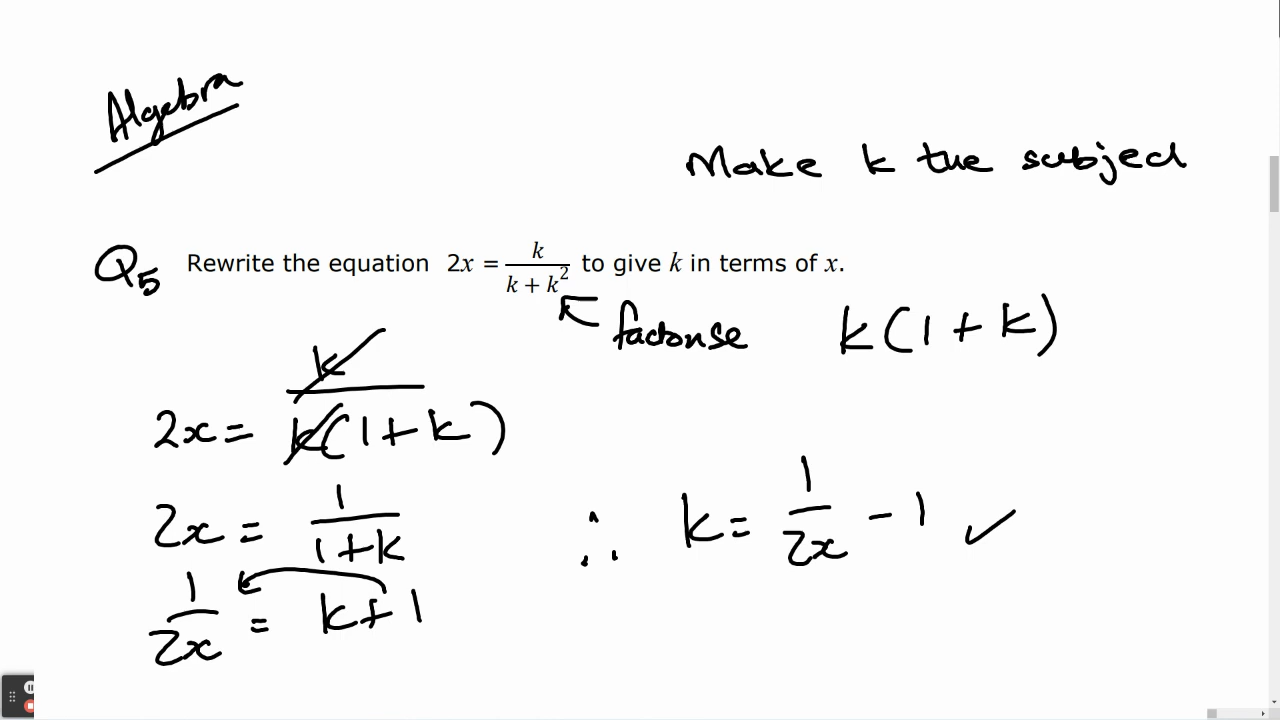 Algebra
Make k the subject
Q5 Rewrite the equation 2x = k/(k + k²) to give k in terms of x.
factorise k(1 + k)
2x = k/(k(1 + k))
2x = 1/(1 + k)
∴ k = 1/(2x) - 1 ✓
1/(2x) = k + 1